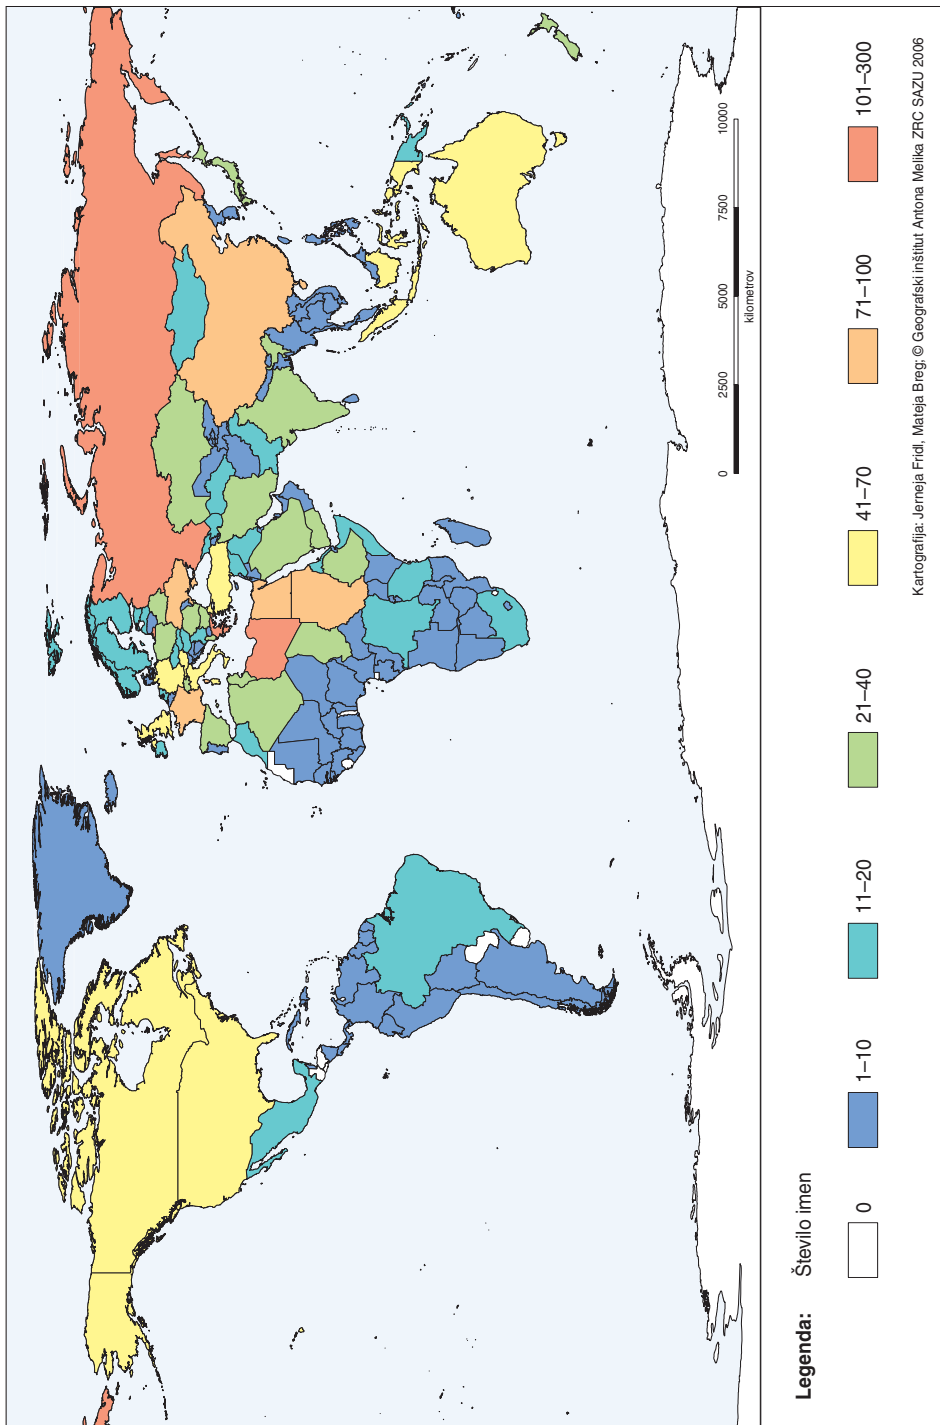 0 2500 5000 7500 10000
kilometrov
Legenda: Število imen
0 1–10 11–20 21–40 41–70 71–100 101–300
Kartografija: Jerneja Fridl, Mateja Breg; © Geografski inštitut Antona Melika ZRC SAZU 2006